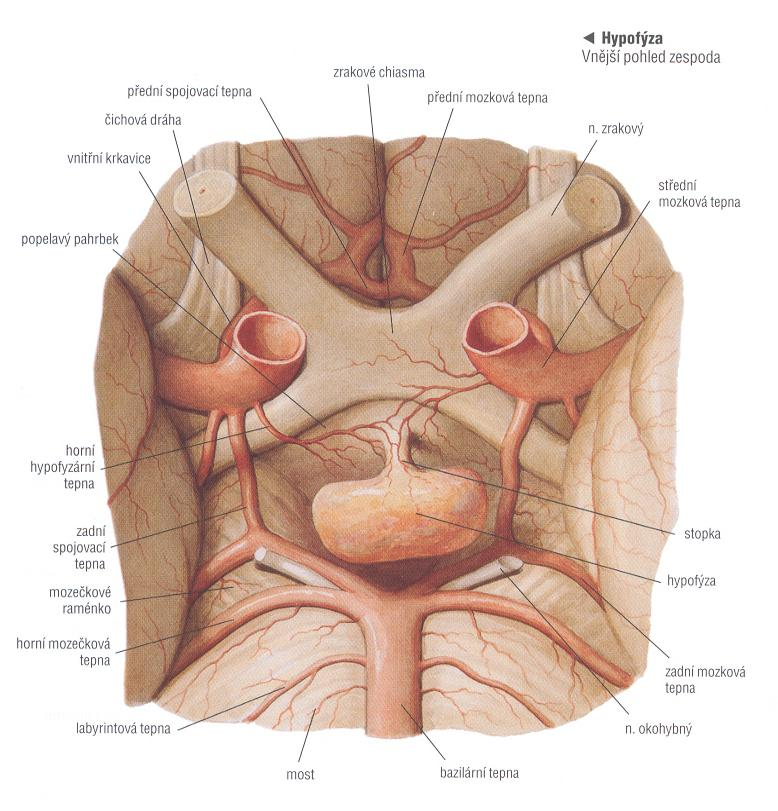 ◄ Hypofýza
Vnější pohled zespoda
zrakové chiasma
přední spojovací tepna
přední mozková tepna
čichová dráha
n. zrakový
vnitřní krkavice
střední
mozková tepna
popelavý pahrbek
horní
hypofyzární
tepna
zadní
spojovací
tepna
stopka
hypofýza
mozečkové
raménko
horní mozečková
tepna
zadní mozková
tepna
labyrintová tepna
n. okohybný
most
bazilární tepna